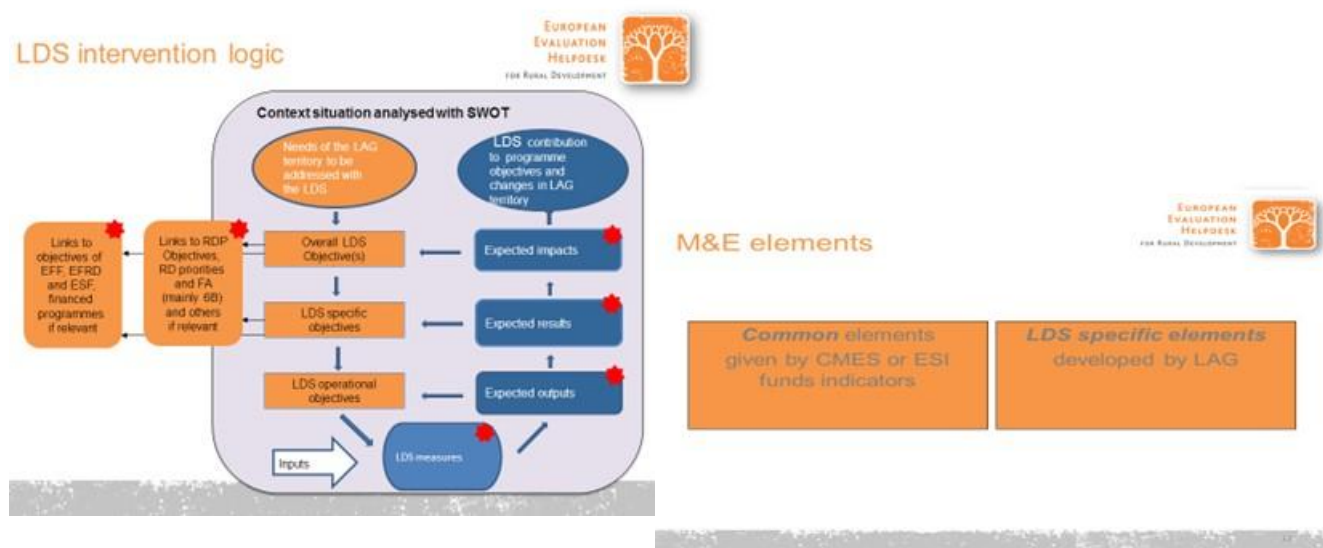 LDS intervention logic
EUROPEAN
EVALUATION
HELPDESK
FOR RURAL DEVELOPMENT
Context situation analysed with SWOT
Needs of the LAG
territory to be
addressed with
the LDS
LDS contribution
to programme
objectives and
changes in LAG
territory
Links to
objectives of
EFF, EFRD
and ESF,
financed
programmes
if relevant
Links to RDP
Objectives,
RD priorities
and FA
(mainly 6B)
and others
if relevant
Overall LDS
Objective(s)
Expected impacts
LDS specific
objectives
Expected results
LDS operational
objectives
Expected outputs
Inputs
LDS measures
EUROPEAN
EVALUATION
HELPDESK
FOR RURAL DEVELOPMENT
M&E elements
Common elements
given by CMES or ESI
funds indicators
LDS specific elements
developed by LAG